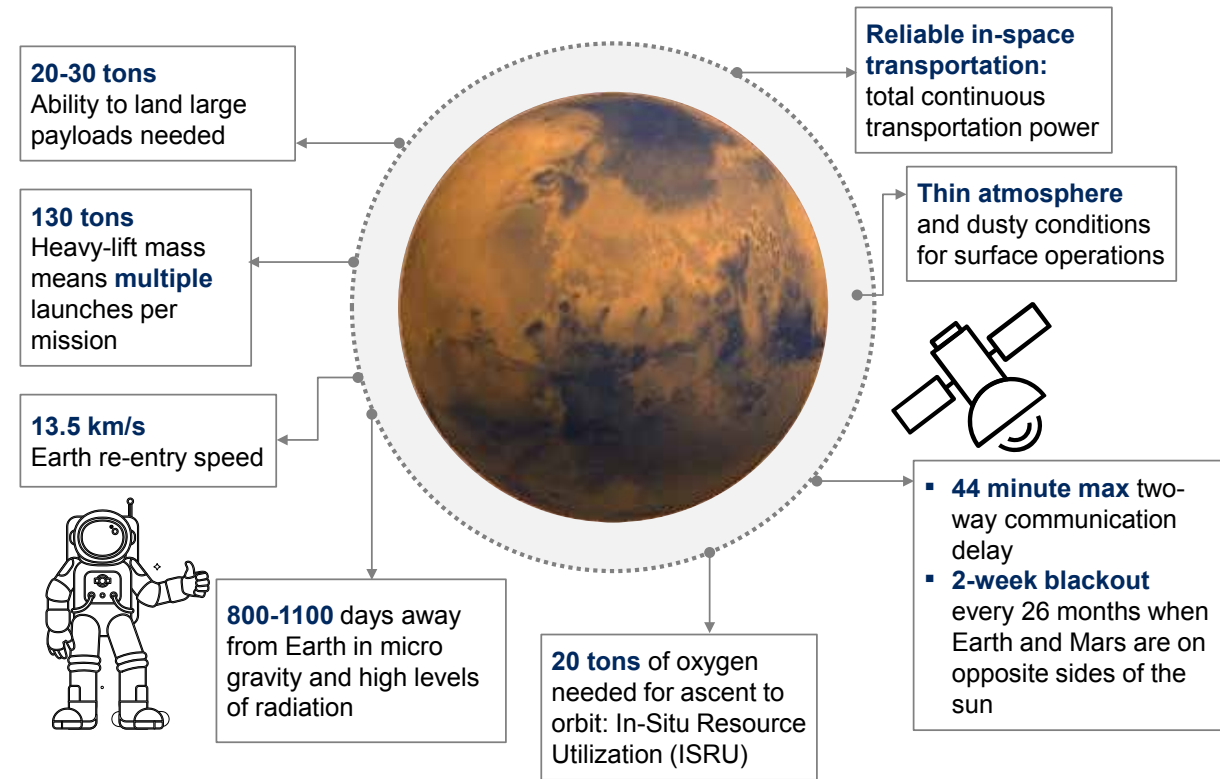 20-30 tons
Ability to land large
payloads needed
130 tons
Heavy-lift mass
means multiple
launches per
mission
13.5 km/s
Earth re-entry speed
800-1100 days away
from Earth in micro
gravity and high levels
of radiation
20 tons of oxygen
needed for ascent to
orbit: In-Situ Resource
Utilization (ISRU)
Reliable in-space
transportation:
total continuous
transportation power
Thin atmosphere
and dusty conditions
for surface operations
▪ 44 minute max two-
way communication
delay
▪ 2-week blackout
every 26 months when
Earth and Mars are on
opposite sides of the
sun